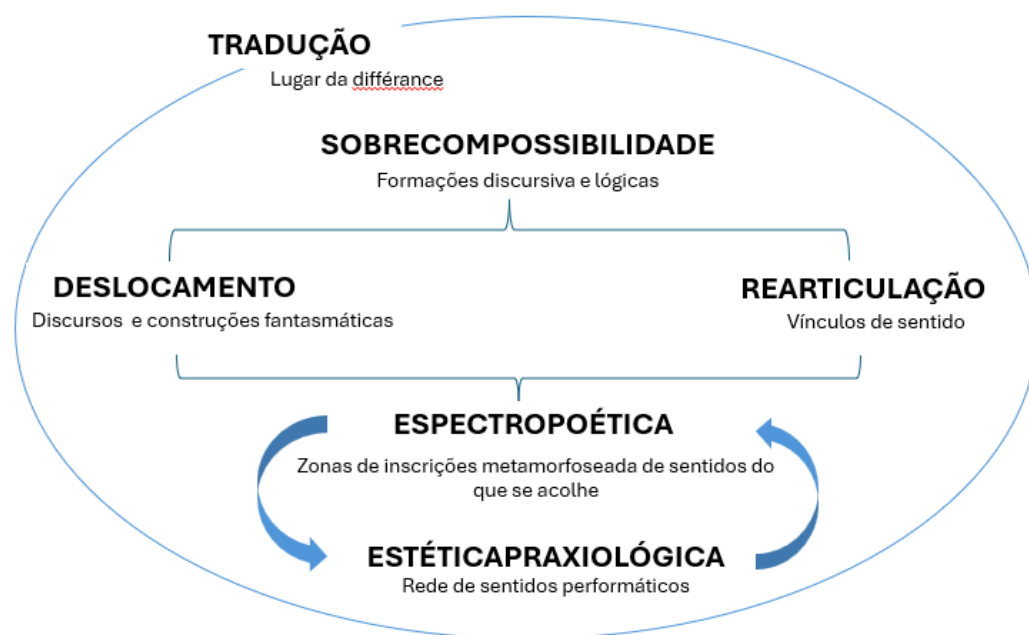 TRADUÇÃO
Lugar da différance
SOBRECOMPOSSIBILIDADE
Formações discursiva e lógicas
DESLOCAMENTO
Discursos e construções fantasmáticas
REARTICULAÇÃO
Vínculos de sentido
ESPECTROPOÉTICA
Zonas de inscrições metamorfoseada de sentidos do
que se acolhe
ESTÉTICAPRAXIOLÓGICA
Rede de sentidos performáticos